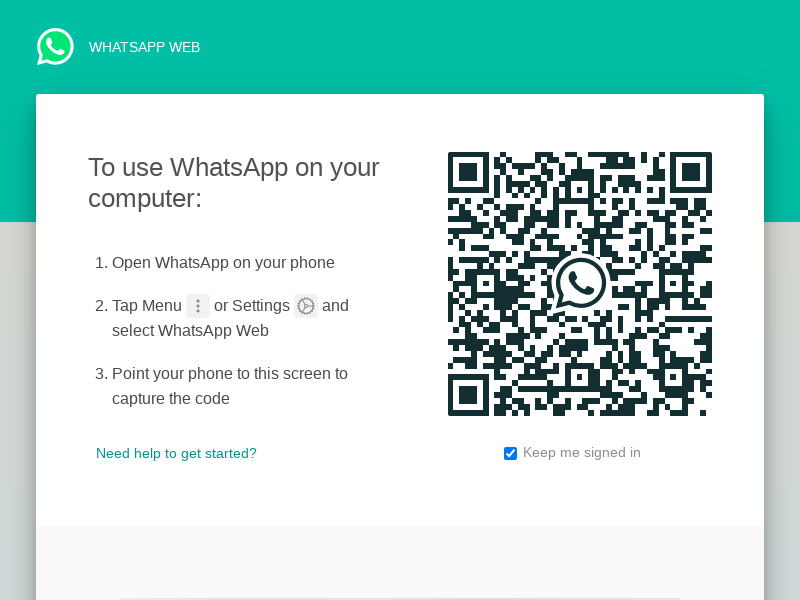 WHATSAPP WEB
To use WhatsApp on your
computer:
1. Open WhatsApp on your phone
2. Tap Menu or Settings and
select WhatsApp Web
3. Point your phone to this screen to
capture the code
Need help to get started?
Keep me signed in